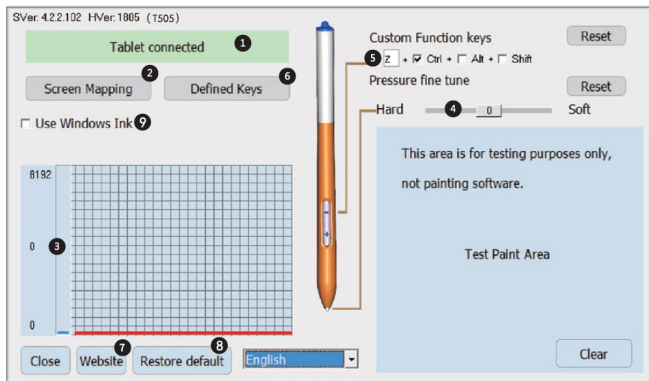 SVer: 4.2.2.102 HVer: 1805 (T505)
Tablet connected 1
2
Screen Mapping
Defined Keys 6
Use Windows Ink 9
8192
0 3
0
Close
Website 7
Restore default 8
English
Custom Function keys
Reset
5 Z + Ctrl + Alt + Shift
Pressure fine tune
Reset
Hard 4 0 Soft
This area is for testing purposes only,
not painting software.
Test Paint Area
Clear
- 
+